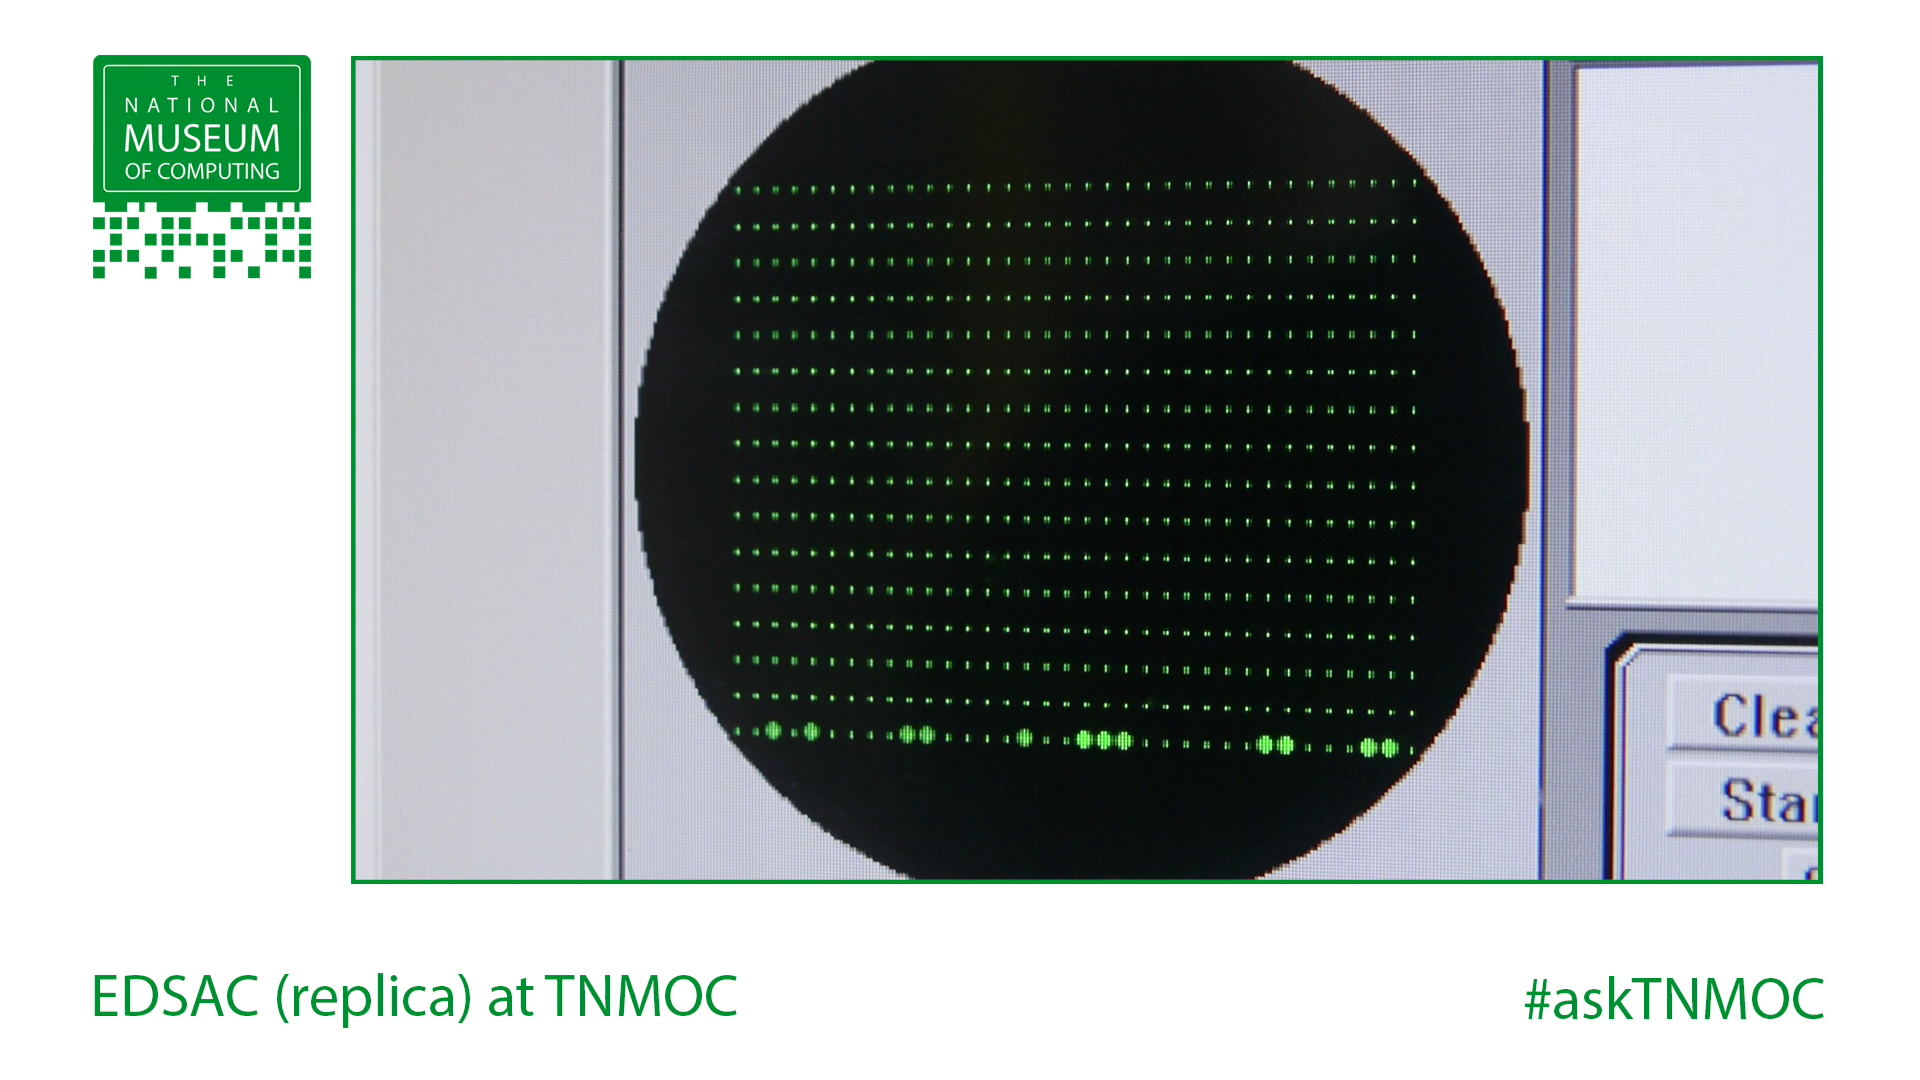 THE
NATIONAL
MUSEUM
OF COMPUTING
EDSAC (replica) at TNMOC
#askTNMOC